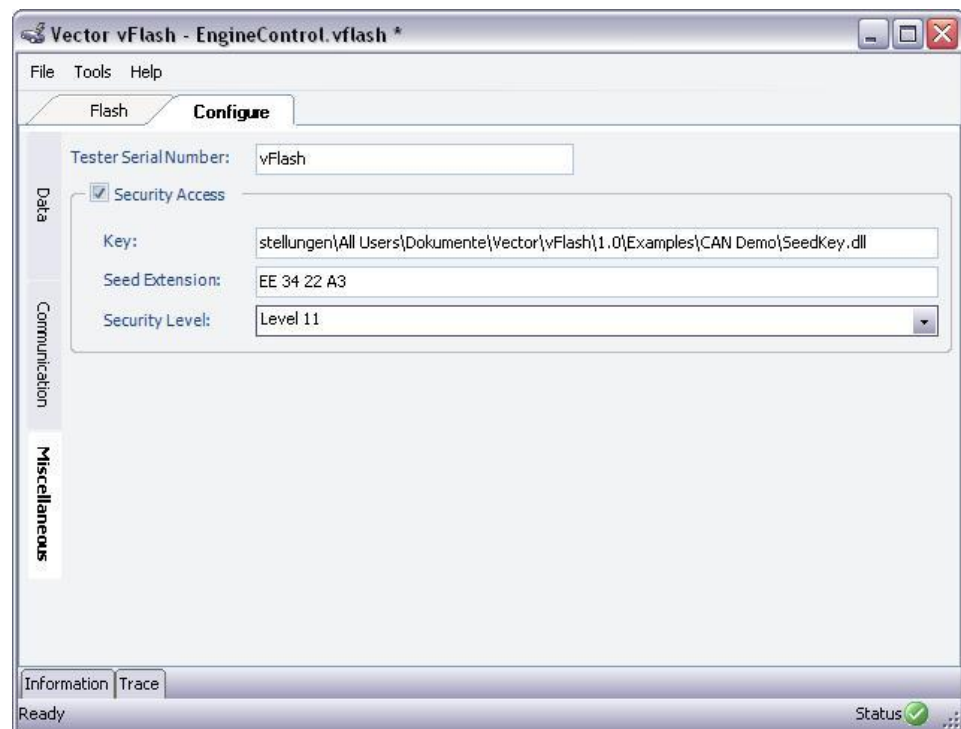 Vector vFlash - EngineControl.vflash *
File Tools Help
Flash Configure
Data
Communication
Miscellaneous
Tester Serial Number: vFlash
Security Access
Key: stellungen\All Users\Dokumente\Vector\vFlash\1.0\Examples\CAN Demo\SeedKey.dll
Seed Extension: EE 34 22 A3
Security Level: Level 11
Information Trace
Ready Status